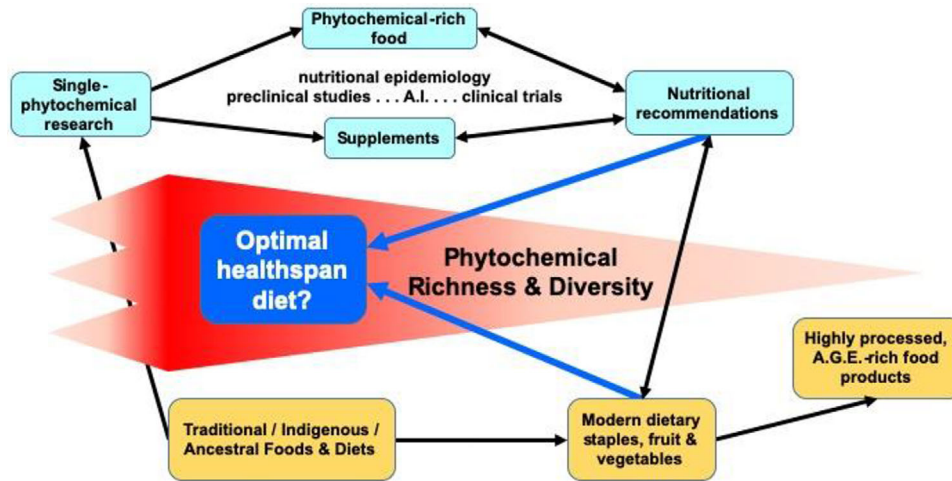 Phytochemical-rich
food
Single-
phytochemical
research
nutritional epidemiology
preclinical studies . . . A.I. . . . clinical trials
Nutritional
recommendations
Supplements
Optimal
healthspan
diet?
Phytochemical
Richness & Diversity
Highly processed,
A.G.E.-rich food
products
Traditional / Indigenous /
Ancestral Foods & Diets
Modern dietary
staples, fruit &
vegetables